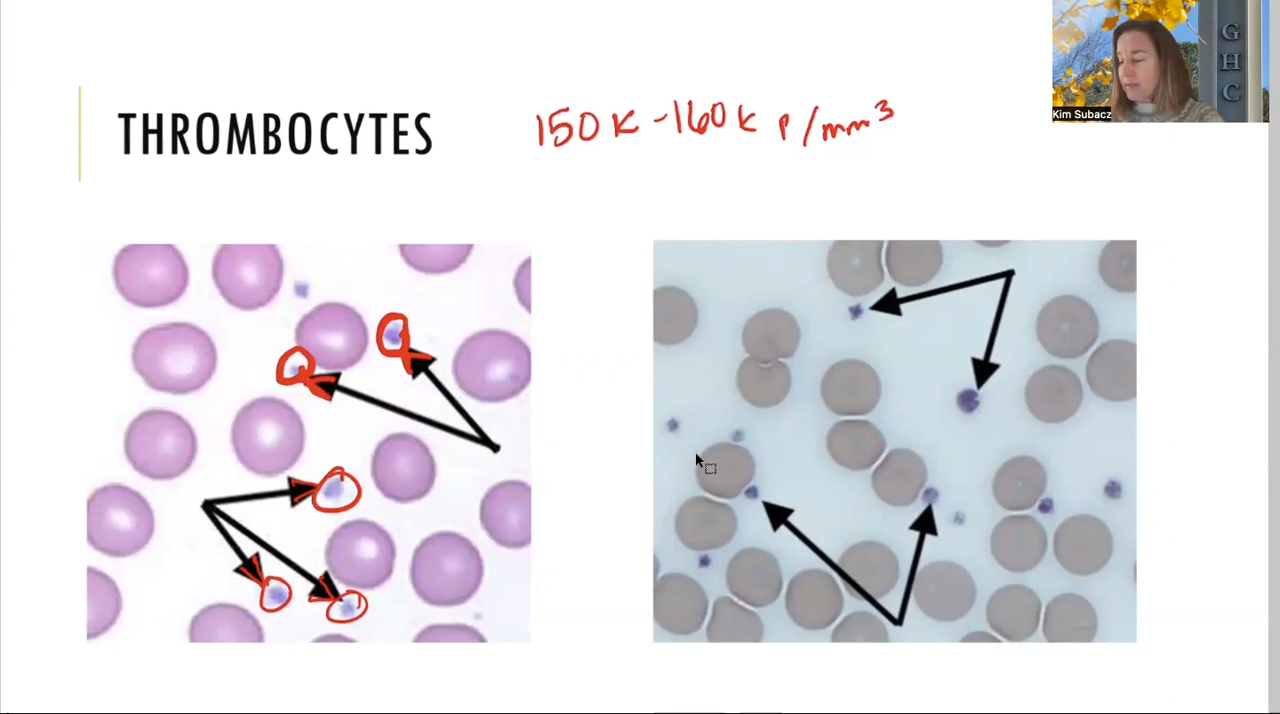 THROMBOCYTES
150K-160K P/mm³
G
H
C
Kim Subacz